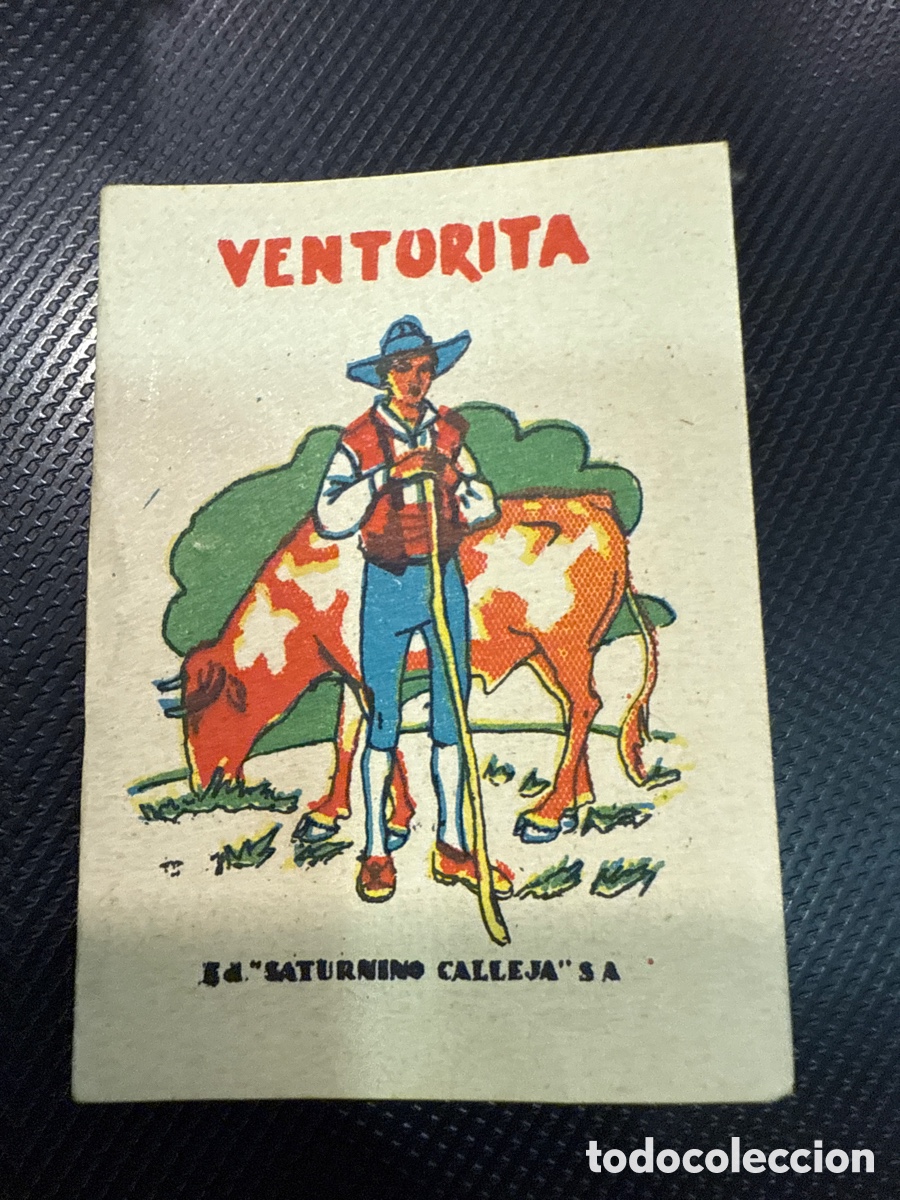 VENTURITA
Ed. "SATURNINO CALLEJA" S A
todocoleccion